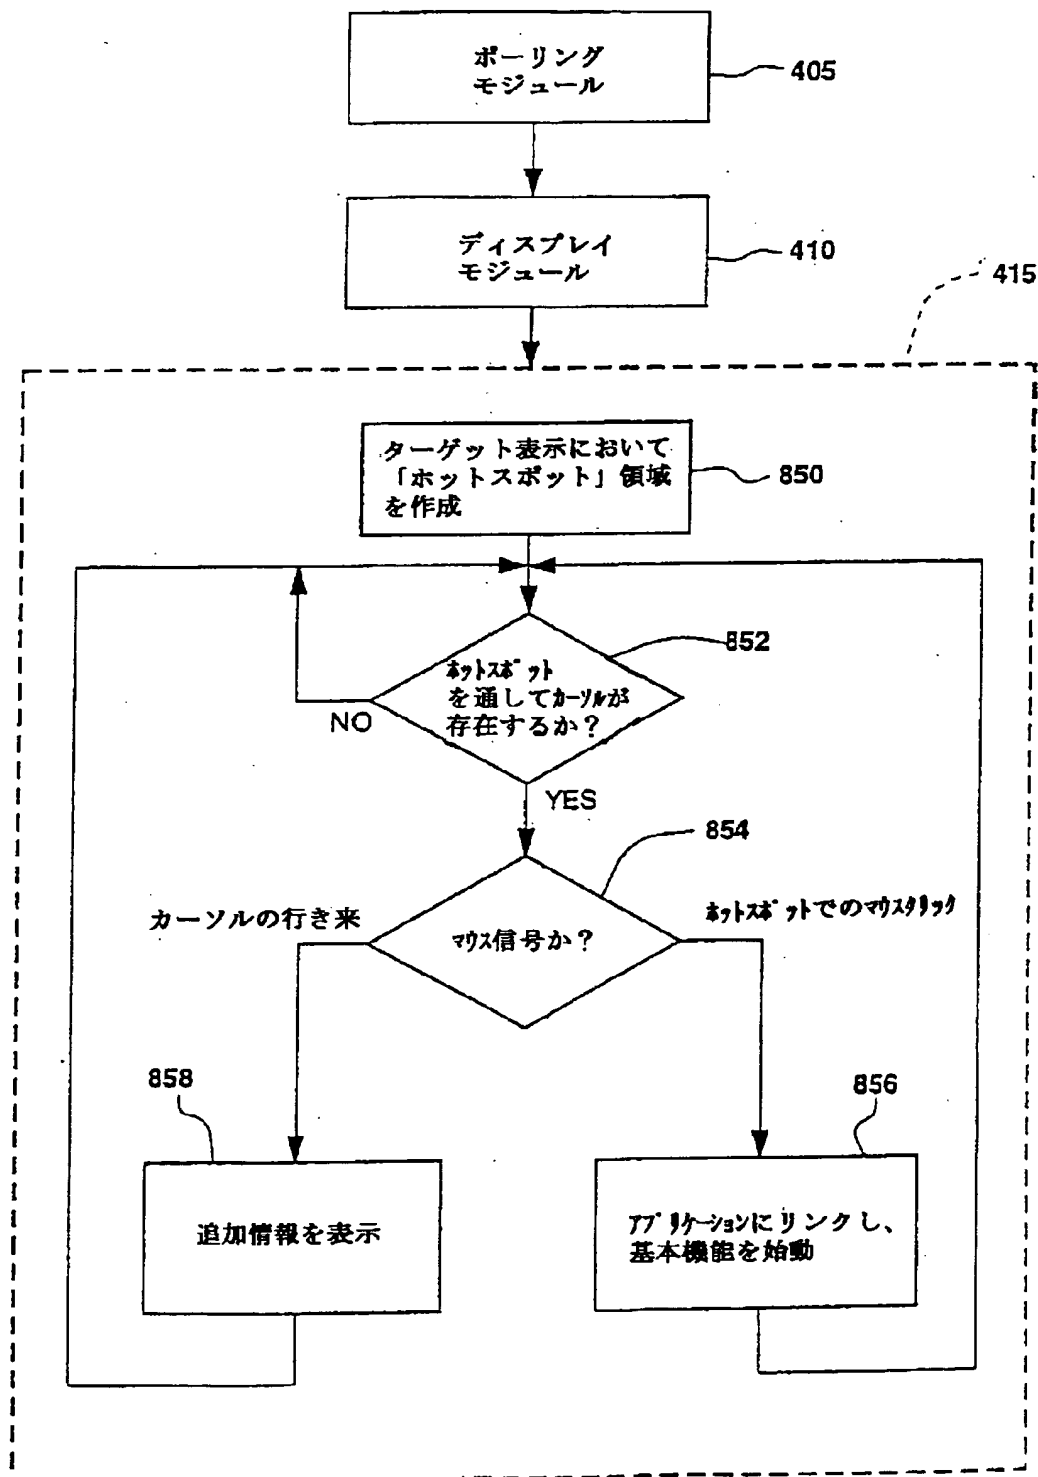 ポーリング
モジュール
405
ディスプレイ
モジュール
410
415
ターゲット表示において
「ホットスポット」領域
を作成
850
ホットスポット
を通してカーソルが
存在するか？
852
NO
YES
854
カーソルの行き来
マウス信号か？
ホットスポットでのマウスクリック
858
856
追加情報を表示
アプリケーションにリンクし、
基本機能を始動